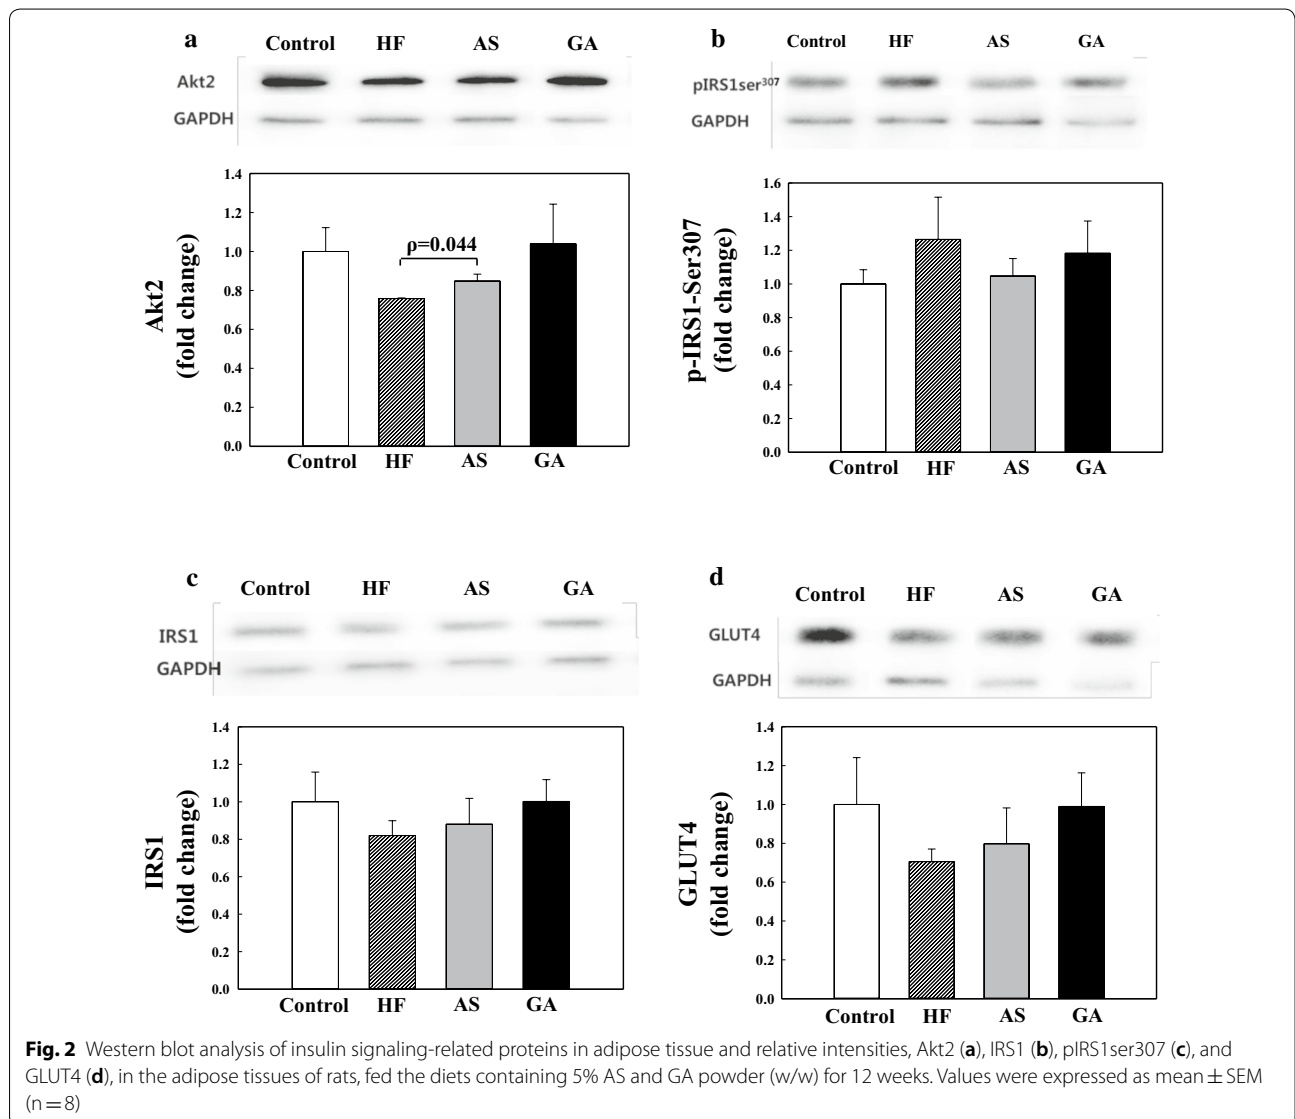 a
Control HF AS GA
Akt2
GAPDH
1.4
1.2
1.0
0.8
0.6
0.4
0.2
0.0
Akt2
(fold change)
ρ=0.044
Control HF AS GA
b
Control HF AS GA
pIRS1ser³⁰⁷
GAPDH
1.6
1.4
1.2
1.0
0.8
0.6
0.4
0.2
0.0
p-IRS1-Ser307
(fold change)
Control HF AS GA
c
Control HF AS GA
IRS1
GAPDH
1.4
1.2
1.0
0.8
0.6
0.4
0.2
0.0
IRS1
(fold change)
Control HF AS GA
d
Control HF AS GA
GLUT4
GAPDH
1.4
1.2
1.0
0.8
0.6
0.4
0.2
0.0
GLUT4
(fold change)
Control HF AS GA
Fig. 2 Western blot analysis of insulin signaling-related proteins in adipose tissue and relative intensities, Akt2 (a), IRS1 (b), pIRS1ser307 (c), and
GLUT4 (d), in the adipose tissues of rats, fed the diets containing 5% AS and GA powder (w/w) for 12 weeks. Values were expressed as mean ± SEM
(n = 8)